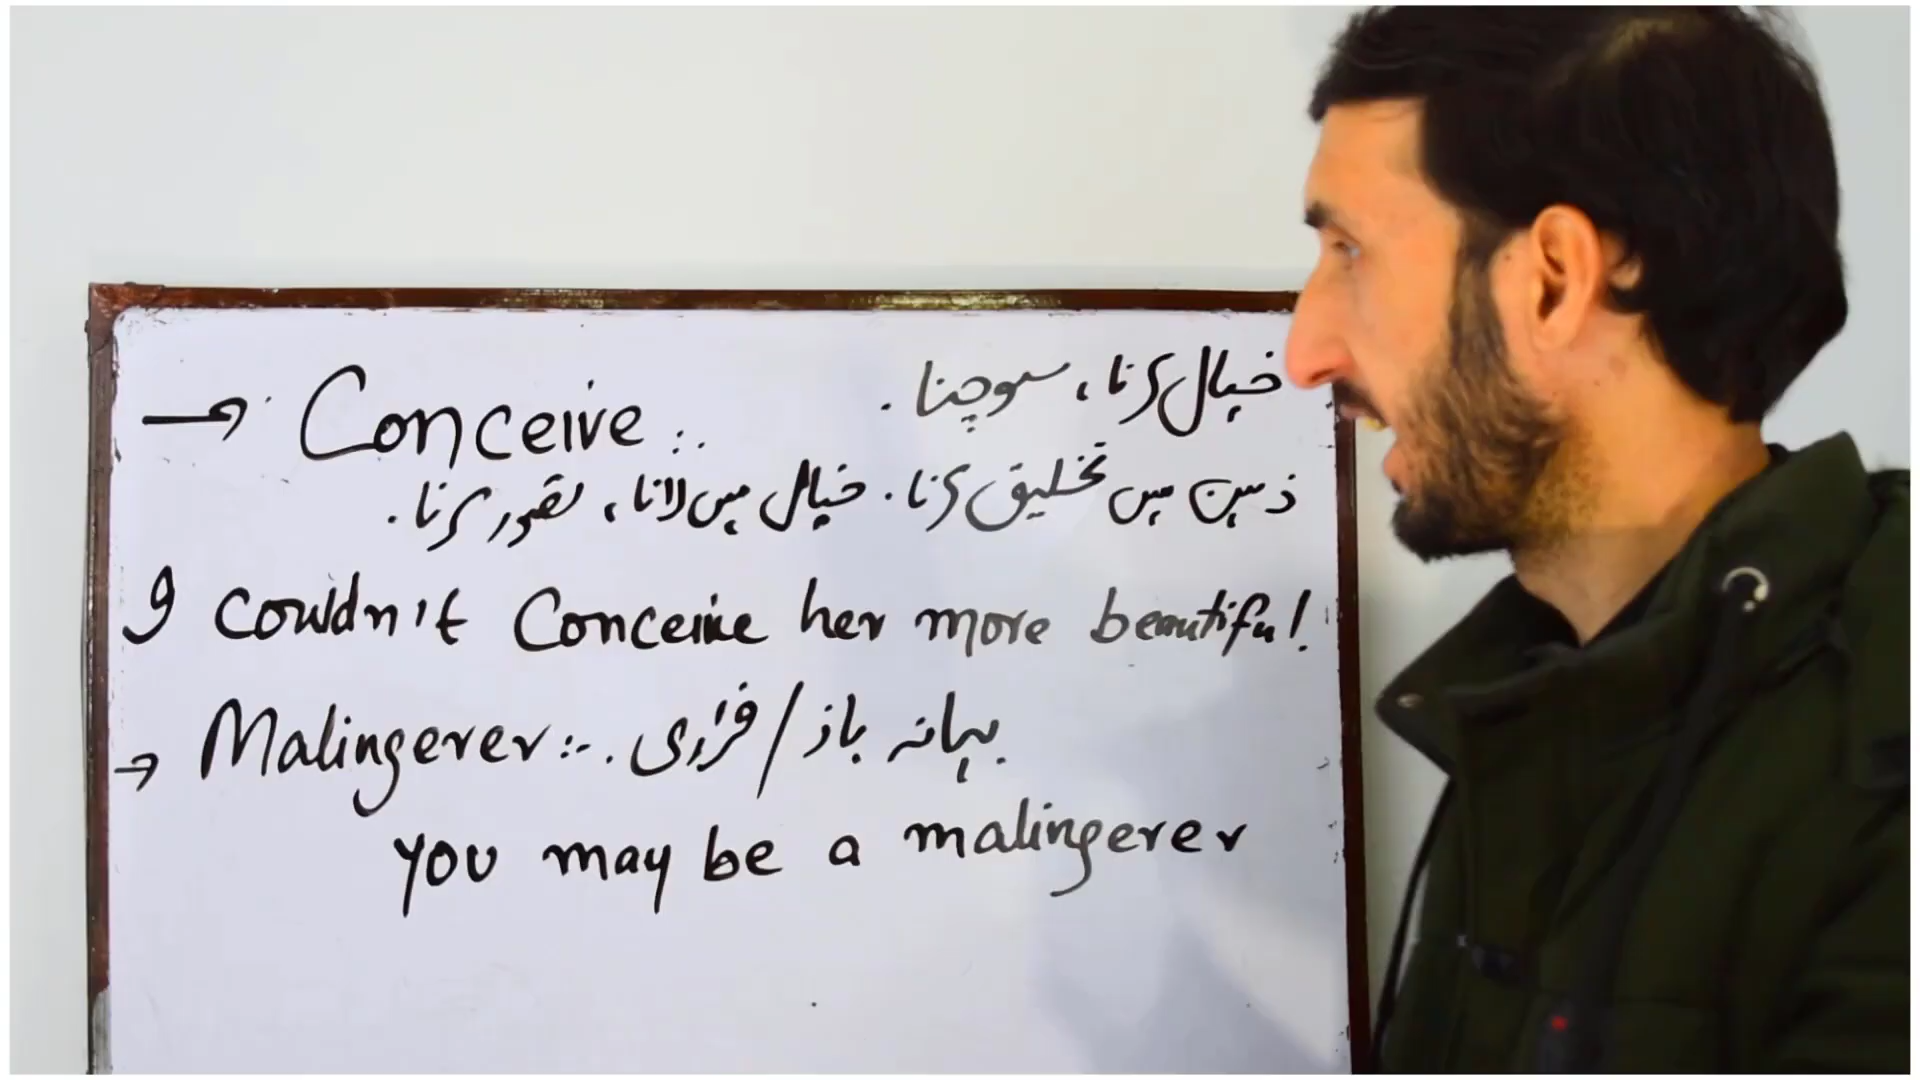 → Conceive :. خیال کرنا، سوچنا.
ذہن میں تخلیق کرنا. خیال میں لانا، تصور کرنا.
I couldn't Conceive her more beautiful!
→ Malingerer :-. بہانہ باز / فراری
you may be a malingerer